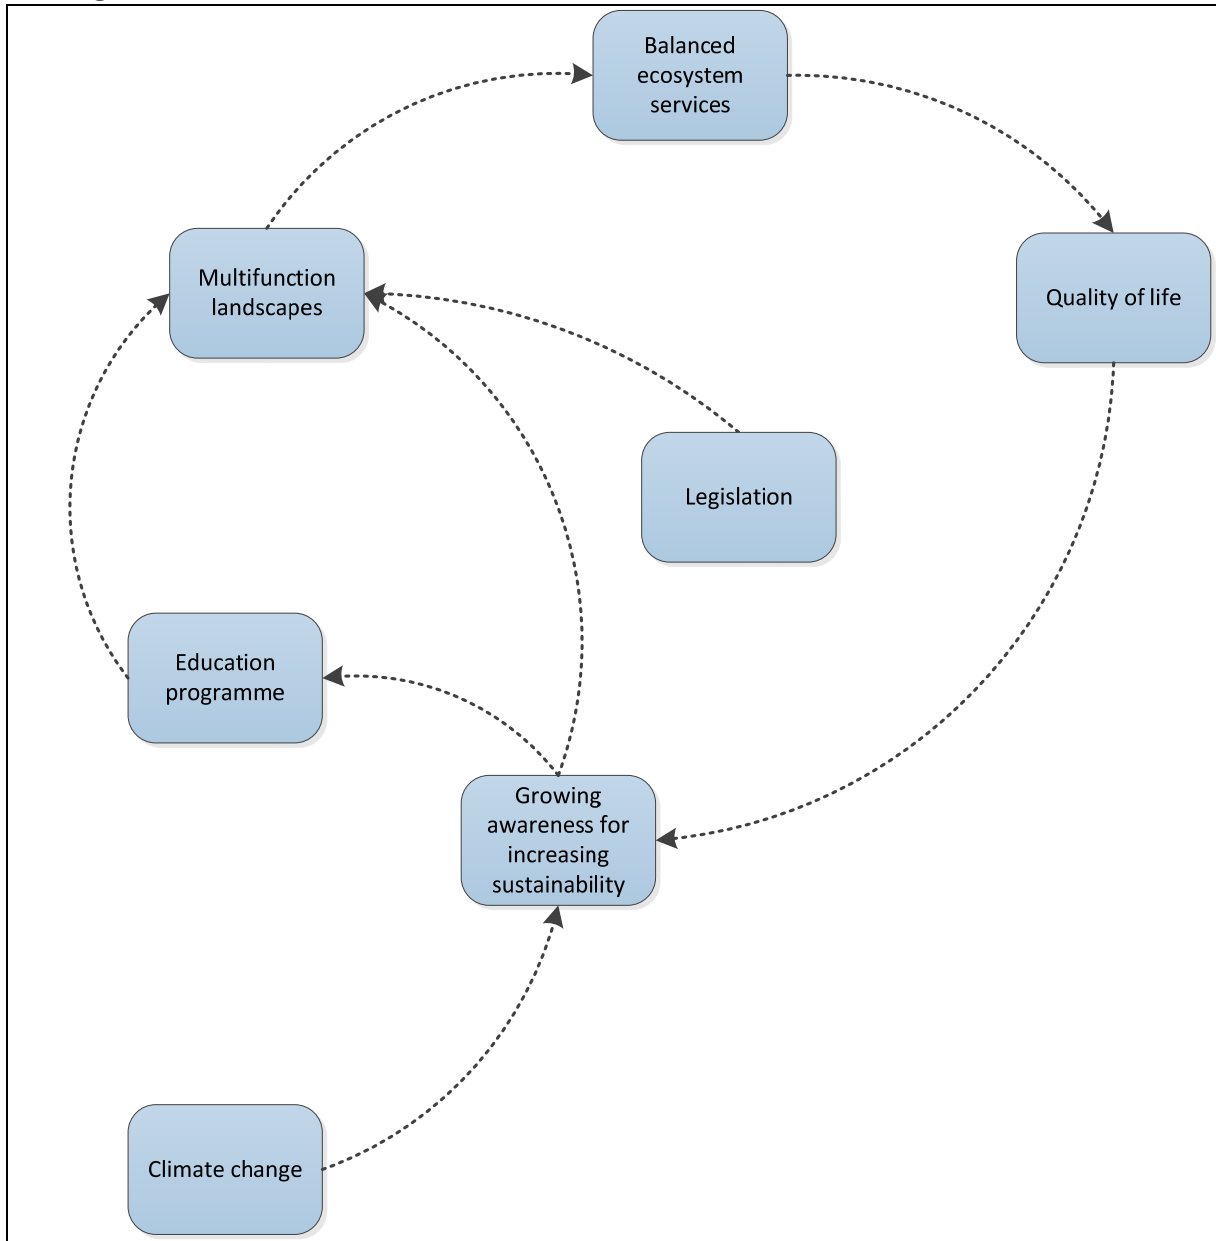 Balanced
ecosystem
services
Multifunction
landscapes
Quality of life
Legislation
Education
programme
Growing
awareness for
increasing
sustainability
Climate change